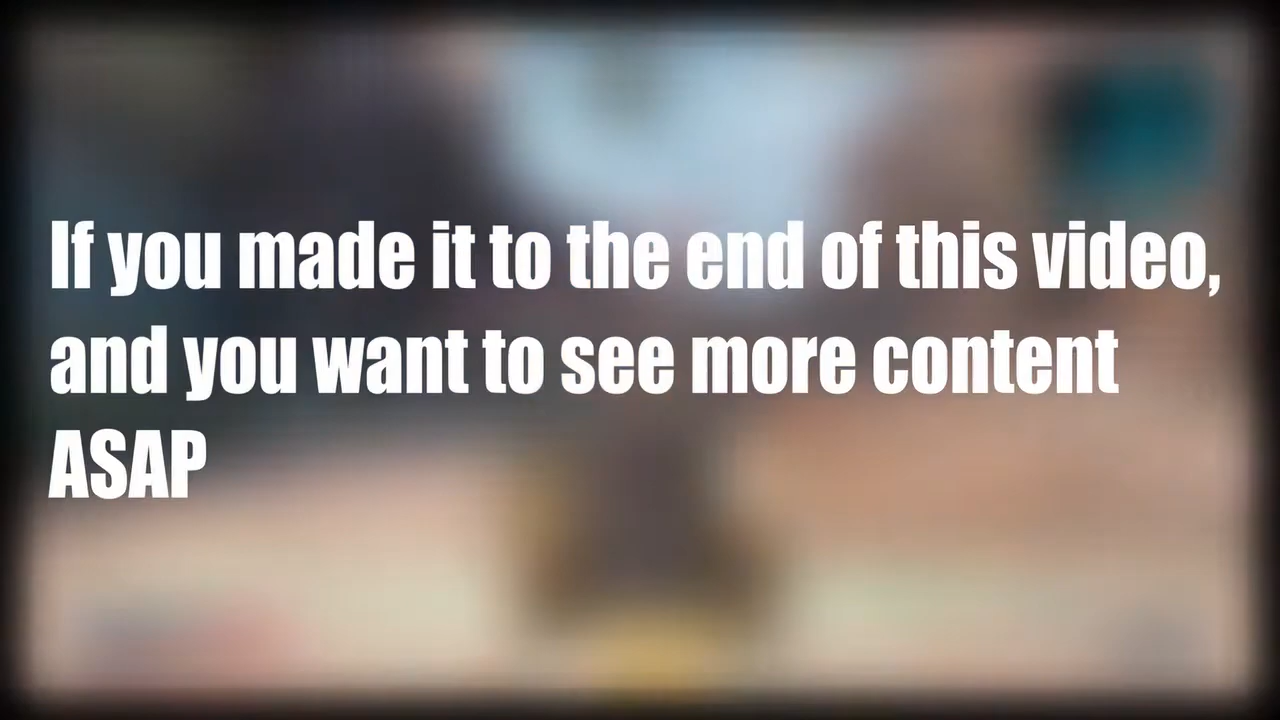 If you made it to the end of this video,
and you want to see more content
ASAP